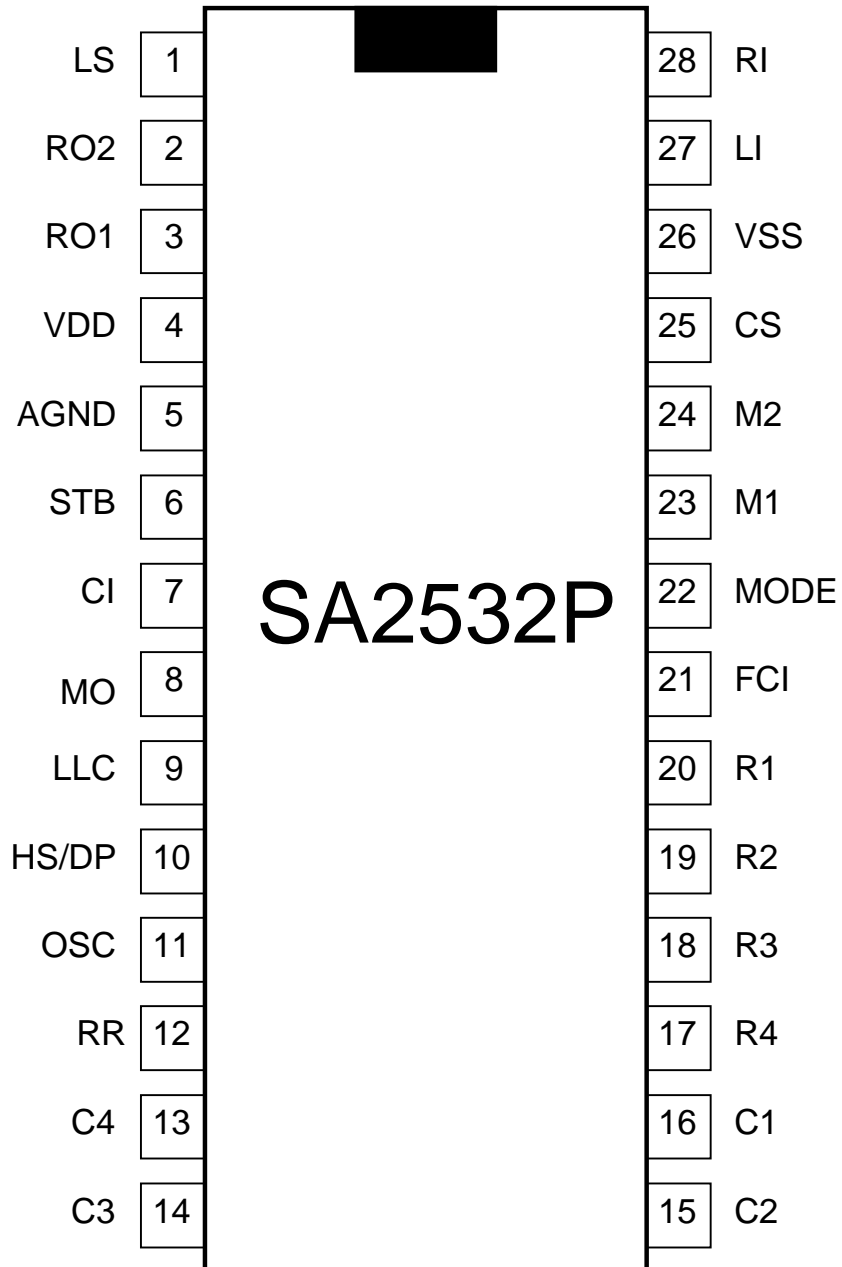 LS 1 28 RI
RO2 2 27 LI
RO1 3 26 VSS
VDD 4 25 CS
AGND 5 24 M2
STB 6 23 M1
CI 7 SA2532P 22 MODE
MO 8 21 FCI
LLC 9 20 R1
HS/DP 10 19 R2
OSC 11 18 R3
RR 12 17 R4
C4 13 16 C1
C3 14 15 C2